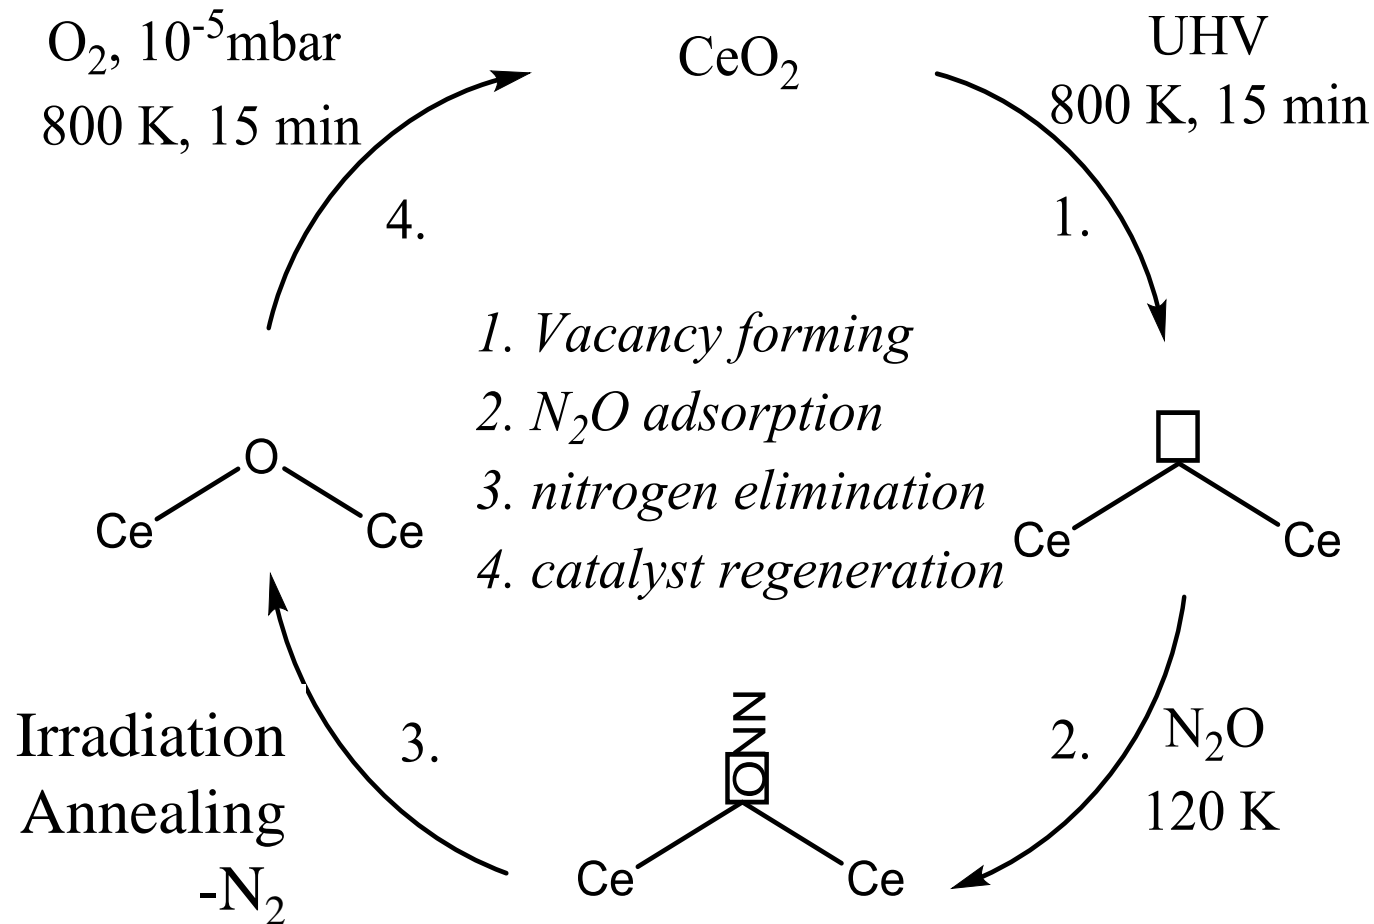 O₂, 10⁻⁵mbar
800 K, 15 min
CeO₂
UHV
800 K, 15 min
4.
1.
1. Vacancy forming
2. N₂O adsorption
3. nitrogen elimination
4. catalyst regeneration
O
Ce Ce
Ce Ce
Irradiation
Annealing
-N₂
3.
N
N
O
Ce Ce
2.
N₂O
120 K